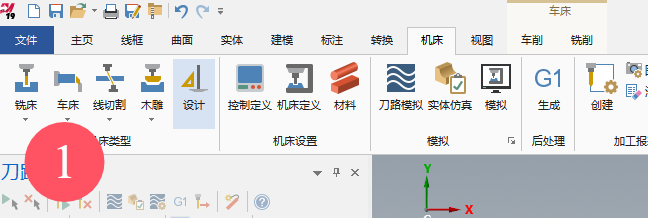 19
车床
文件 主页 线框 曲面 实体 建模 标注 转换 机床 视图 车削 铣削
铣床 车床 线切割 木雕 设计 控制定义 机床定义 材料 刀路模拟 实体仿真 模拟 G1 生成 创建
床类型 机床设置 模拟 后处理 加工报
1
刀路
G1
Y
X